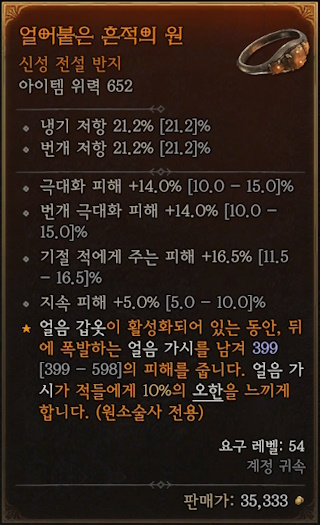 얼어붙은 흔적의 원
신성 전설 반지
아이템 위력 652
냉기 저항 21.2% [21.2]%
번개 저항 21.2% [21.2]%
극대화 피해 +14.0% [10.0 - 15.0]%
번개 극대화 피해 +14.0% [10.0 -
15.0]%
기절 적에게 주는 피해 +16.5% [11.5
- 16.5]%
지속 피해 +5.0% [5.0 - 10.0]%
얼음 갑옷이 활성화되어 있는 동안, 뒤
에 폭발하는 얼음 가시를 남겨 399
[399 - 598]의 피해를 줍니다. 얼음 가
시가 적들에게 10%의 오한을 느끼게
합니다. (원소술사 전용)
요구 레벨: 54
계정 귀속
판매가: 35,333